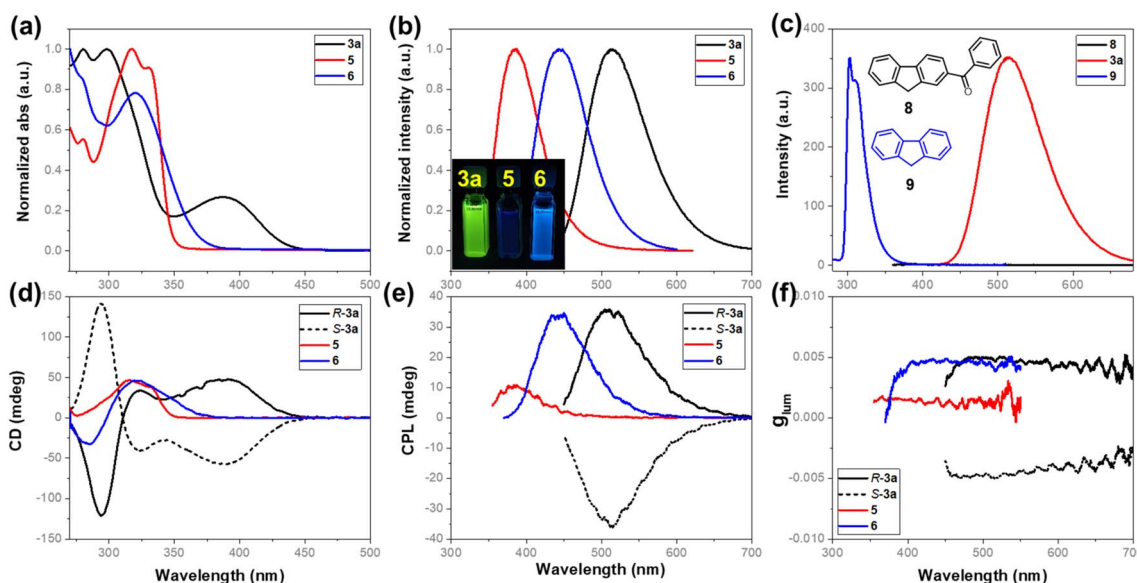 (a)
Normalized abs (a.u.)
1.0
0.8
0.6
0.4
0.2
0.0
300 350 400 450 500
3a
5
6
(b)
Normalized intensity (a.u.)
1.0
0.8
0.6
0.4
0.2
0.0
300 400 500 600 700
3a
5
6
3a 5 6
(c)
Intensity (a.u.)
400
350
300
250
200
150
100
50
0
300 400 500 600
8
3a
9
O
8
9
(d)
CD (mdeg)
150
100
50
0
-50
-100
-150
300 350 400 450 500
Wavelength (nm)
R-3a
S-3a
5
6
(e)
CPL (mdeg)
40
30
20
10
0
-10
-20
-30
-40
300 400 500 600 700
Wavelength (nm)
R-3a
S-3a
5
6
(f)
glum
0.010
0.005
0.000
-0.005
-0.010
300 400 500 600 700
Wavelength (nm)
R-3a
S-3a
5
6